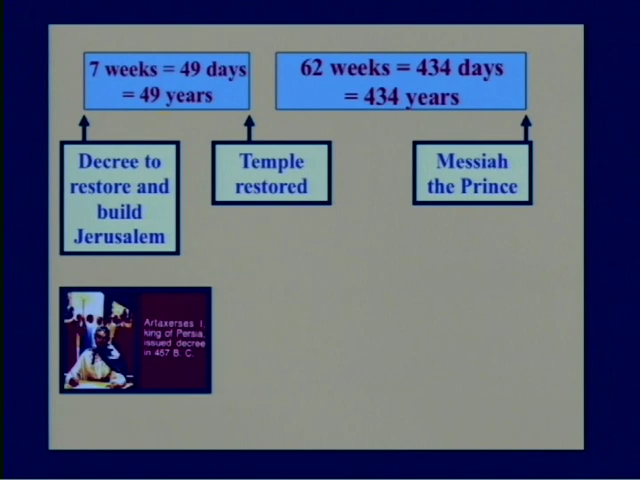 7 weeks = 49 days
= 49 years
62 weeks = 434 days
= 434 years
Decree to
restore and
build
Jerusalem
Temple
restored
Messiah
the Prince
Artaxerses I,
king of Persia,
issued decree
in 457 B. C.